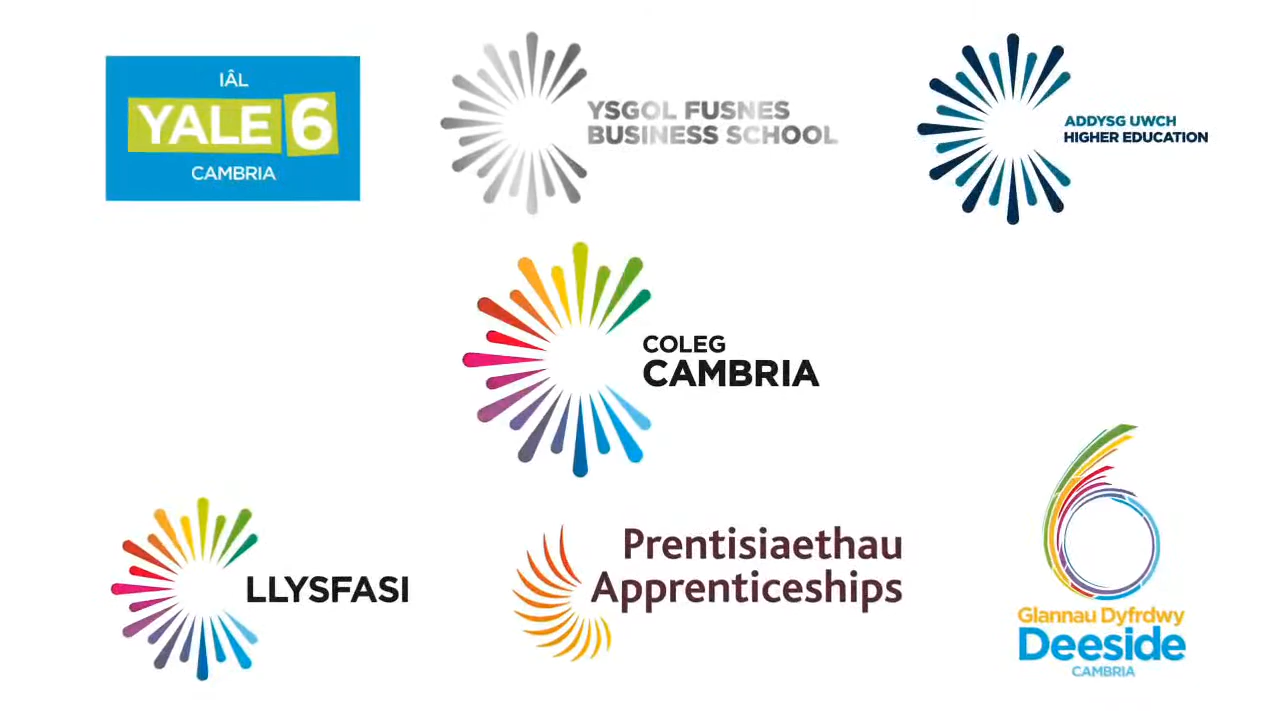 IÂL
YALE 6
CAMBRIA
YSGOL FUSNES
BUSINESS SCHOOL
ADDYSG UWCH
HIGHER EDUCATION
COLEG
CAMBRIA
LLYSFASI
Prentisiaethau
Apprenticeships
6
Glannau Dyfrdwy
Deeside
CAMBRIA